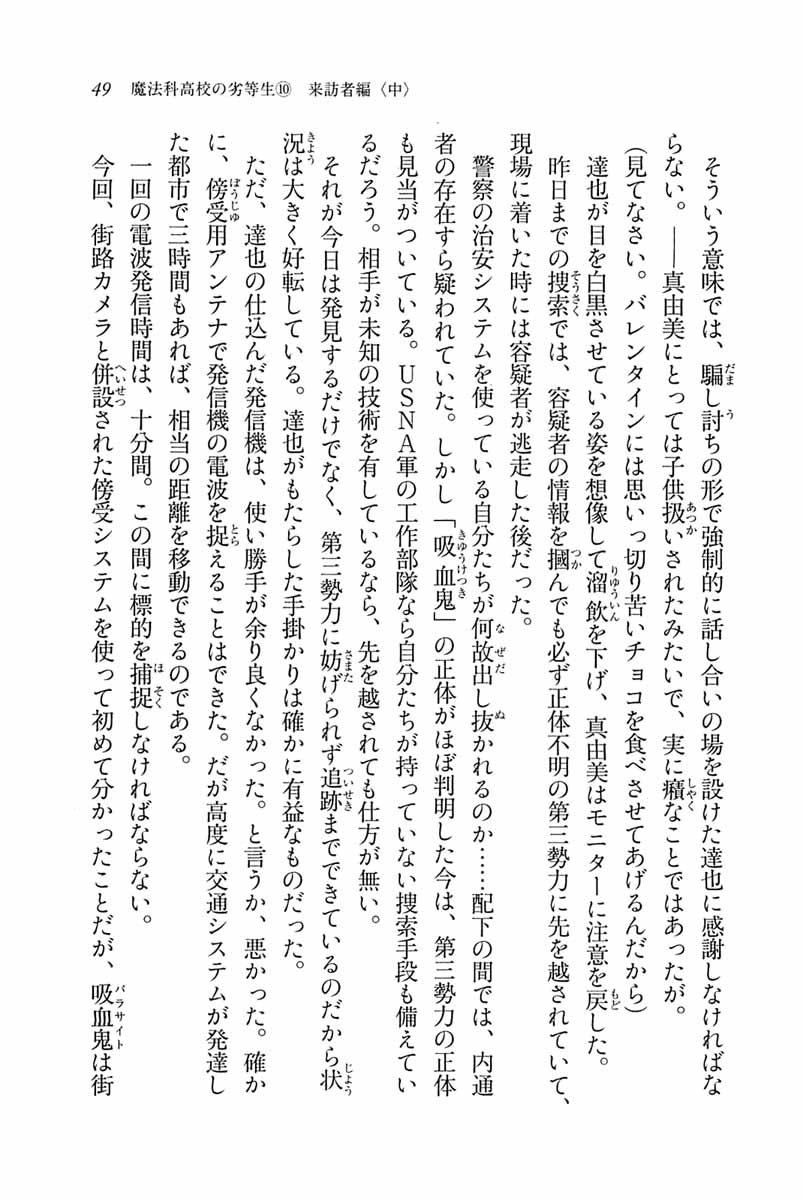 49　魔法科高校の劣等生⑩　来訪者編〈中〉
　そういう意味では、騙し討ちの形で強制的に話し合いの場を設けた達也に感謝しなければな
らない。――真由美にとっては子供扱いされたみたいで、実に癪なことではあったが。
（見てなさい。バレンタインには思いっ切り苦いチョコを食べさせてあげるんだから）
　達也が目を白黒させている姿を想像して溜飲を下げ、真由美はモニターに注意を戻した。
　昨日までの捜索では、容疑者の情報を摑んでも必ず正体不明の第三勢力に先を越されていて、
現場に着いた時には容疑者が逃走した後だった。
　警察の治安システムを使っている自分たちが何故出し抜かれるのか……配下の間では、内通
者の存在すら疑われていた。しかし「吸血鬼」の正体がほぼ判明した今は、第三勢力の正体
も見当がついている。ＵＳＮＡ軍の工作部隊なら自分たちが持っていない捜索手段も備えてい
るだろう。相手が未知の技術を有しているなら、先を越されても仕方が無い。
　それが今日は発見するだけでなく、第三勢力に妨げられず追跡までできているのだから状
況は大きく好転している。達也がもたらした手掛かりは確かに有益なものだった。
　ただ、達也の仕込んだ発信機は、使い勝手が余り良くなかった。と言うか、悪かった。確か
に、傍受用アンテナで発信機の電波を捉えることはできた。だが高度に交通システムが発達し
た都市で三時間もあれば、相当の距離を移動できるのである。
　一回の電波発信時間は、十分間。この間に標的を捕捉しなければならない。
　今回、街路カメラと併設された傍受システムを使って初めて分かったことだが、吸血鬼は街